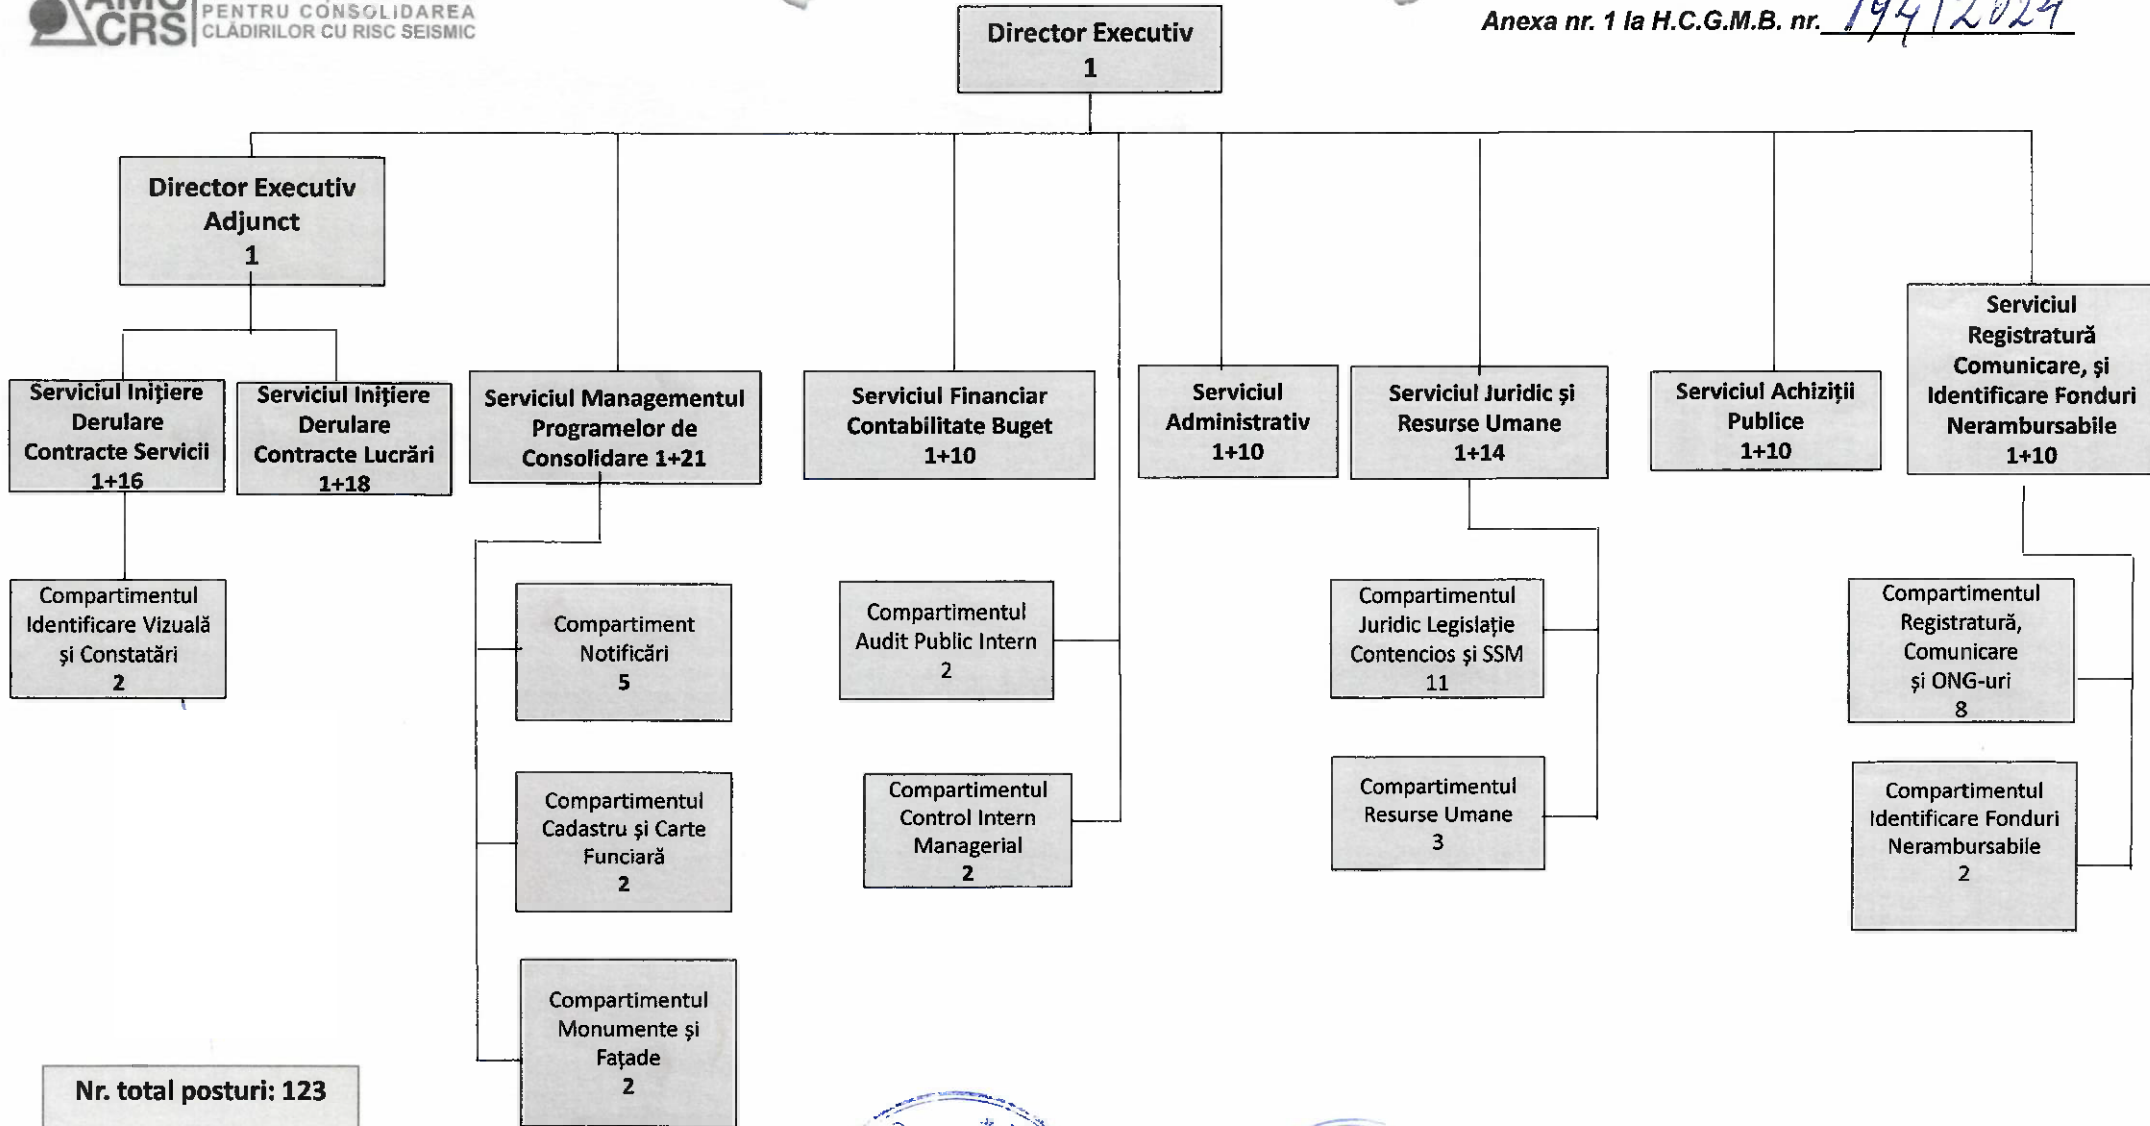 AMC
CRS
PENTRU CONSOLIDAREA
CLĂDIRILOR CU RISC SEISMIC
Anexa nr. 1 la H.C.G.M.B. nr. 194/2024
Director Executiv
1
Director Executiv
Adjunct
1
Serviciul Inițiere
Derulare
Contracte Servicii
1+16
Serviciul Inițiere
Derulare
Contracte Lucrări
1+18
Serviciul Managementul
Programelor de
Consolidare 1+21
Serviciul Financiar
Contabilitate Buget
1+10
Serviciul
Administrativ
1+10
Serviciul Juridic și
Resurse Umane
1+14
Serviciul Achiziții
Publice
1+10
Serviciul
Registratură
Comunicare, și
Identificare Fonduri
Nerambursabile
1+10
Compartimentul
Identificare Vizuală
și Constatări
2
Compartiment
Notificări
5
Compartimentul
Cadastru și Carte
Funciară
2
Compartimentul
Monumente și
Fațade
2
Compartimentul
Audit Public Intern
2
Compartimentul
Control Intern
Managerial
2
Compartimentul
Juridic Legislație
Contencios și SSM
11
Compartimentul
Resurse Umane
3
Compartimentul
Registratură,
Comunicare
și ONG-uri
8
Compartimentul
Identificare Fonduri
Nerambursabile
2
Nr. total posturi: 123